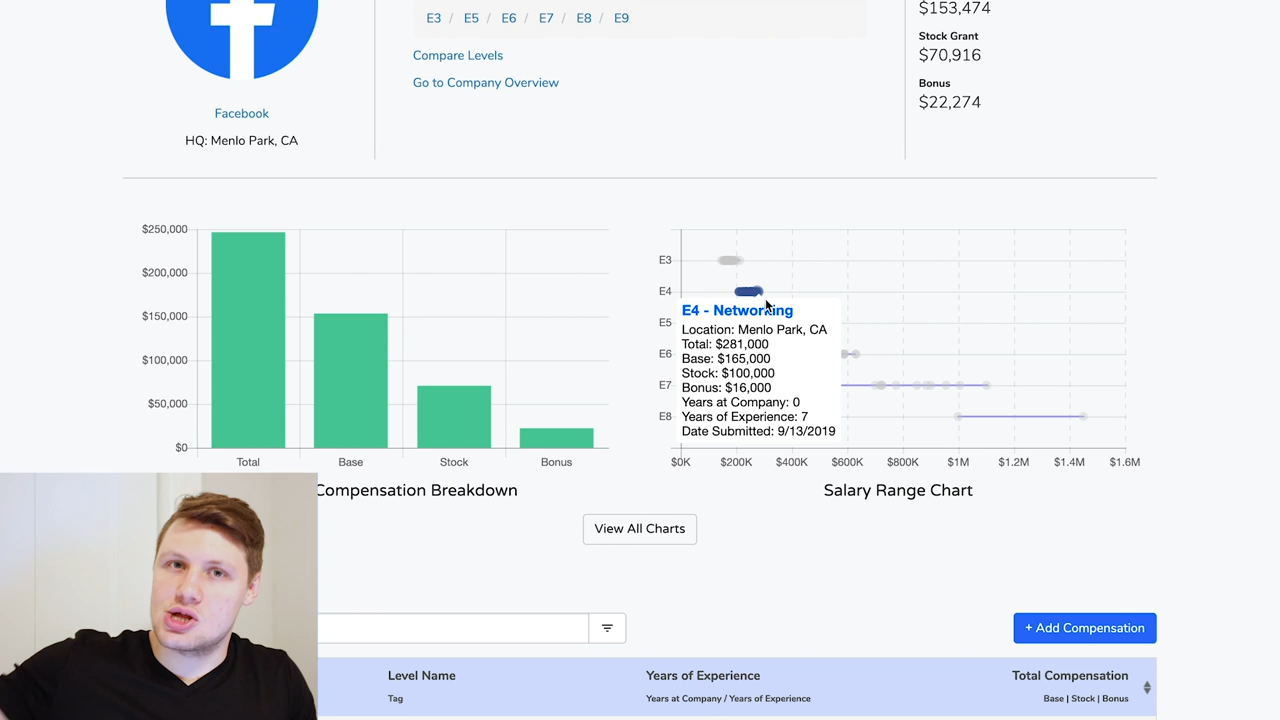 E3 / E5 / E6 / E7 / E8 / E9
Compare Levels
Go to Company Overview
Facebook
HQ: Menlo Park, CA
$153,474
Stock Grant
$70,916
Bonus
$22,274
$250,000
$200,000
$150,000
$100,000
$50,000
$0
Total Base Stock Bonus
Compensation Breakdown
E3
E4
E5
E6
E7
E8
E4 - Networking
Location: Menlo Park, CA
Total: $281,000
Base: $165,000
Stock: $100,000
Bonus: $16,000
Years at Company: 0
Years of Experience: 7
Date Submitted: 9/13/2019
$0K $200K $400K $600K $800K $1M $1.2M $1.4M $1.6M
Salary Range Chart
View All Charts
+ Add Compensation
Level Name Years of Experience Total Compensation
Tag Years at Company / Years of Experience Base | Stock | Bonus